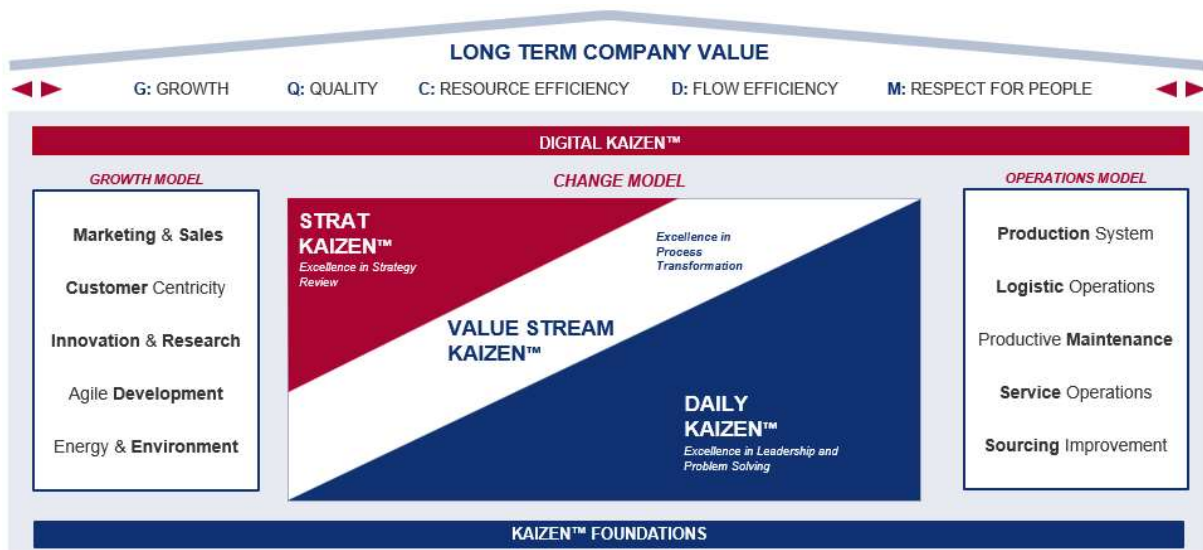 LONG TERM COMPANY VALUE
G: GROWTH Q: QUALITY C: RESOURCE EFFICIENCY D: FLOW EFFICIENCY M: RESPECT FOR PEOPLE
DIGITAL KAIZEN™
GROWTH MODEL
Marketing & Sales
Customer Centricity
Innovation & Research
Agile Development
Energy & Environment
CHANGE MODEL
STRAT
KAIZEN™
Excellence in Strategy
Review
Excellence in
Process
Transformation
VALUE STREAM
KAIZEN™
DAILY
KAIZEN™
Excellence in Leadership and
Problem Solving
OPERATIONS MODEL
Production System
Logistic Operations
Productive Maintenance
Service Operations
Sourcing Improvement
KAIZEN™ FOUNDATIONS